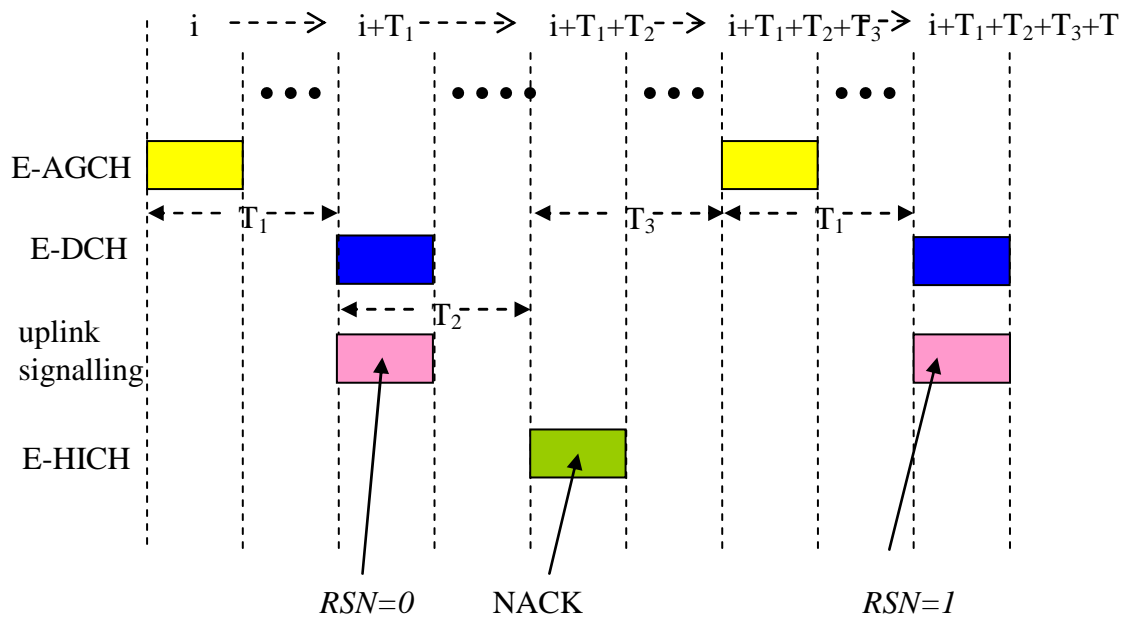 i i+T₁ i+T₁+T₂ i+T₁+T₂+T₃ i+T₁+T₂+T₃+T
E-AGCH
T₁ T₃ T₁
E-DCH
T₂
uplink
signalling
E-HICH
RSN=0 NACK RSN=1